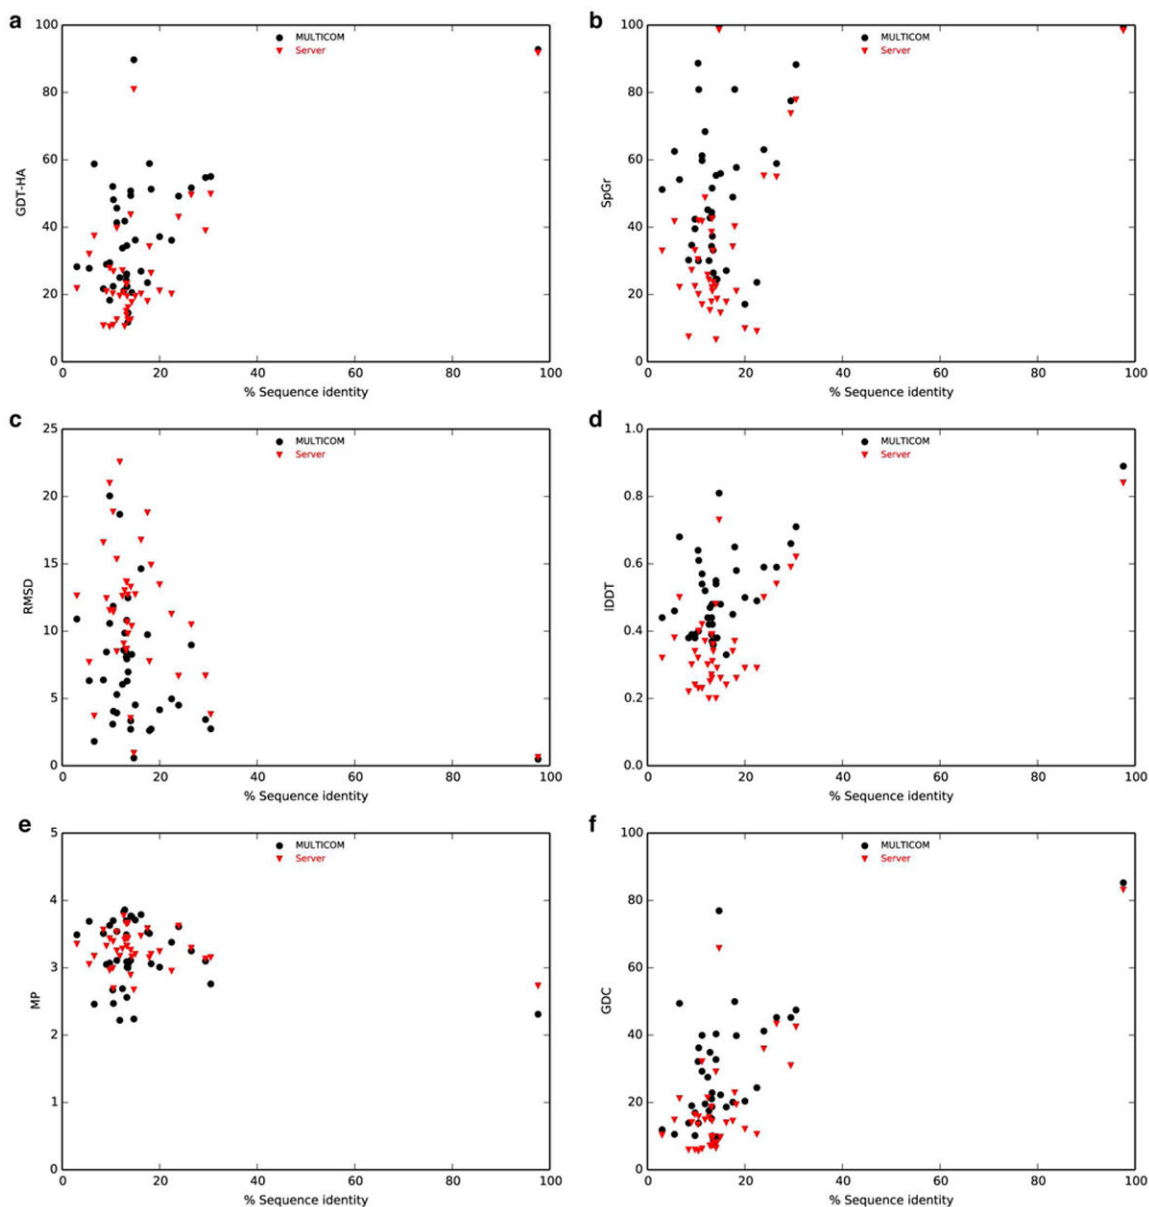 a
100
80
60
40
20
0
GDT-HA
MULTICOM
Server
0 20 40 60 80 100
% Sequence identity
b
100
80
60
40
20
0
SpGr
MULTICOM
Server
0 20 40 60 80 100
% Sequence identity
c
25
20
15
10
5
0
RMSD
MULTICOM
Server
0 20 40 60 80 100
% Sequence identity
d
1.0
0.8
0.6
0.4
0.2
0.0
IDDT
MULTICOM
Server
0 20 40 60 80 100
% Sequence identity
e
5
4
3
2
1
0
MP
MULTICOM
Server
0 20 40 60 80 100
% Sequence identity
f
100
80
60
40
20
0
GDC
MULTICOM
Server
0 20 40 60 80 100
% Sequence identity